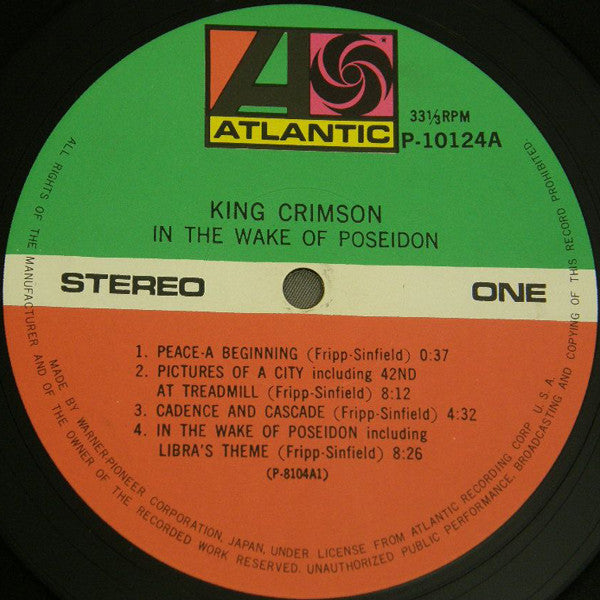 ATLANTIC
33⅓RPM
P-10124A
KING CRIMSON
IN THE WAKE OF POSEIDON
STEREO
ONE
1. PEACE-A BEGINNING (Fripp-Sinfield) 0:37
2. PICTURES OF A CITY including 42ND
AT TREADMILL (Fripp-Sinfield) 8:12
3. CADENCE AND CASCADE (Fripp-Sinfield) 4:32
4. IN THE WAKE OF POSEIDON including
LIBRA'S THEME (Fripp-Sinfield) 8:26
(P-8104A1)
MADE BY WARNER-PIONEER CORPORATION, JAPAN, UNDER LICENSE FROM ATLANTIC RECORDING CORP U.S.A.
ALL RIGHTS OF THE MANUFACTURER AND OF THE OWNER OF THE RECORDED WORK RESERVED. UNAUTHORIZED PUBLIC PERFORMANCE, BROADCASTING AND COPYING OF THIS RECORD PROHIBITED.